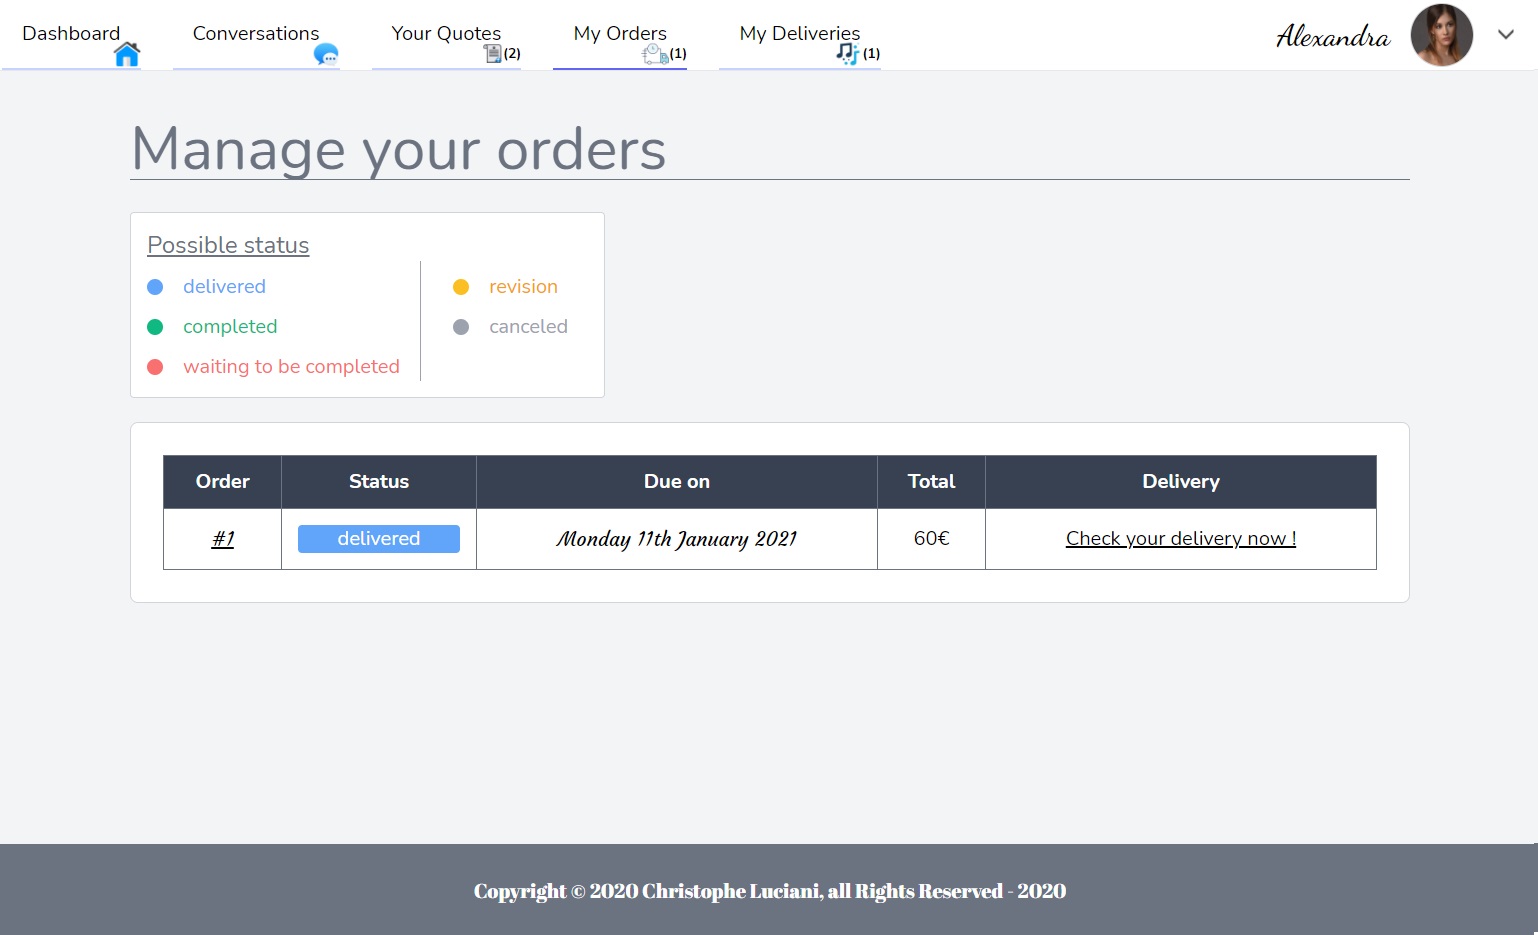 Dashboard Conversations Your Quotes My Orders My Deliveries Alexandra
(2) (1) (1)
Manage your orders
Possible status
delivered revision
completed canceled
waiting to be completed
Order Status Due on Total Delivery
#1 delivered Monday 11th January 2021 60€ Check your delivery now !
Copyright © 2020 Christophe Luciani, all Rights Reserved - 2020